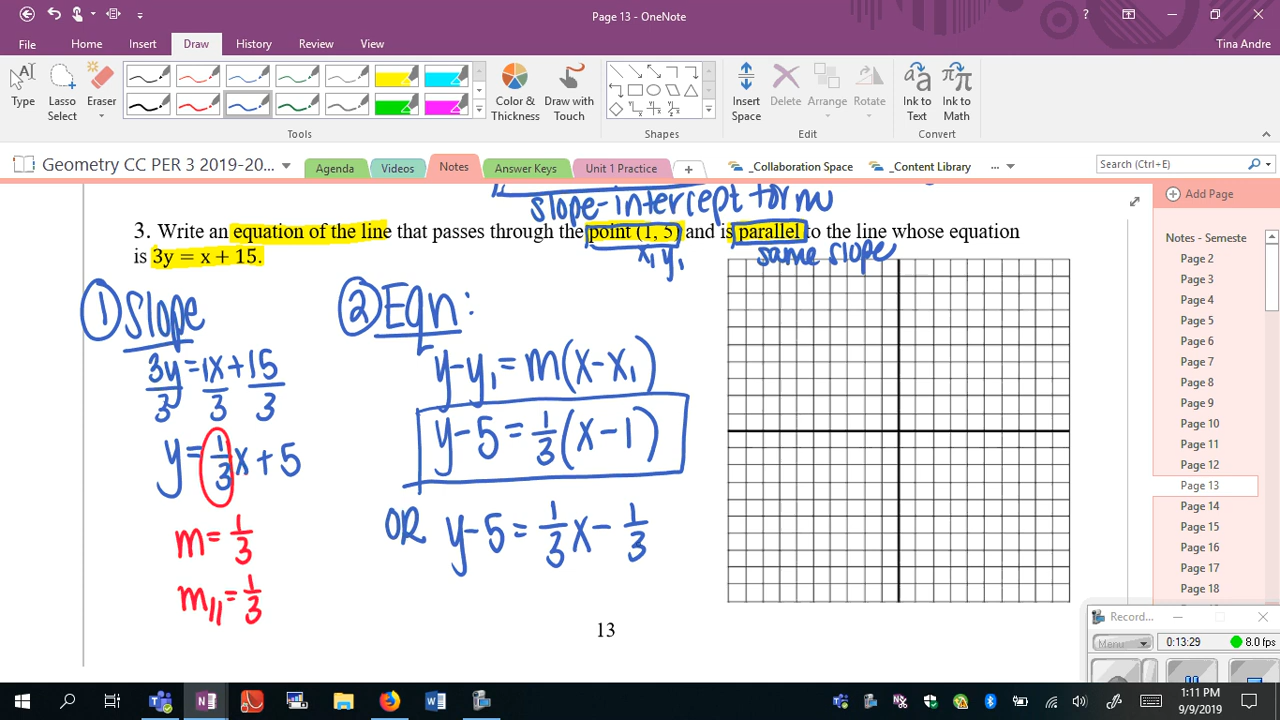 Page 13 - OneNote
?
File Home Insert Draw History Review View
Tina Andre
Type
Lasso Select
Eraser
Color & Thickness
Draw with Touch
Insert Space
Delete
Arrange
Rotate
Ink to Text
Ink to Math
Tools
Shapes
Edit
Convert
Geometry CC PER 3 2019-20...
Agenda Videos Notes Answer Keys Unit 1 Practice + _Collaboration Space _Content Library ...
Search (Ctrl+E)
slope-intercept form
3. Write an equation of the line that passes through the point (1, 5) and is parallel to the line whose equation
is 3y = x + 15.
x₁ y₁
same slope
① Slope
3y = 1x + 15
3 3 3
y = 1/3 x + 5
m = 1/3
m∥ = 1/3
② Eqn:
y - y₁ = m(x - x₁)
y - 5 = 1/3 (x - 1)
OR y - 5 = 1/3 x - 1/3
13
Add Page
Notes - Semeste
Page 2
Page 3
Page 4
Page 5
Page 6
Page 7
Page 8
Page 9
Page 10
Page 11
Page 12
Page 13
Page 14
Page 15
Page 16
Page 17
Page 18
Record...
Menu
0:13:29
8.0 fps
1:11 PM
9/9/2019